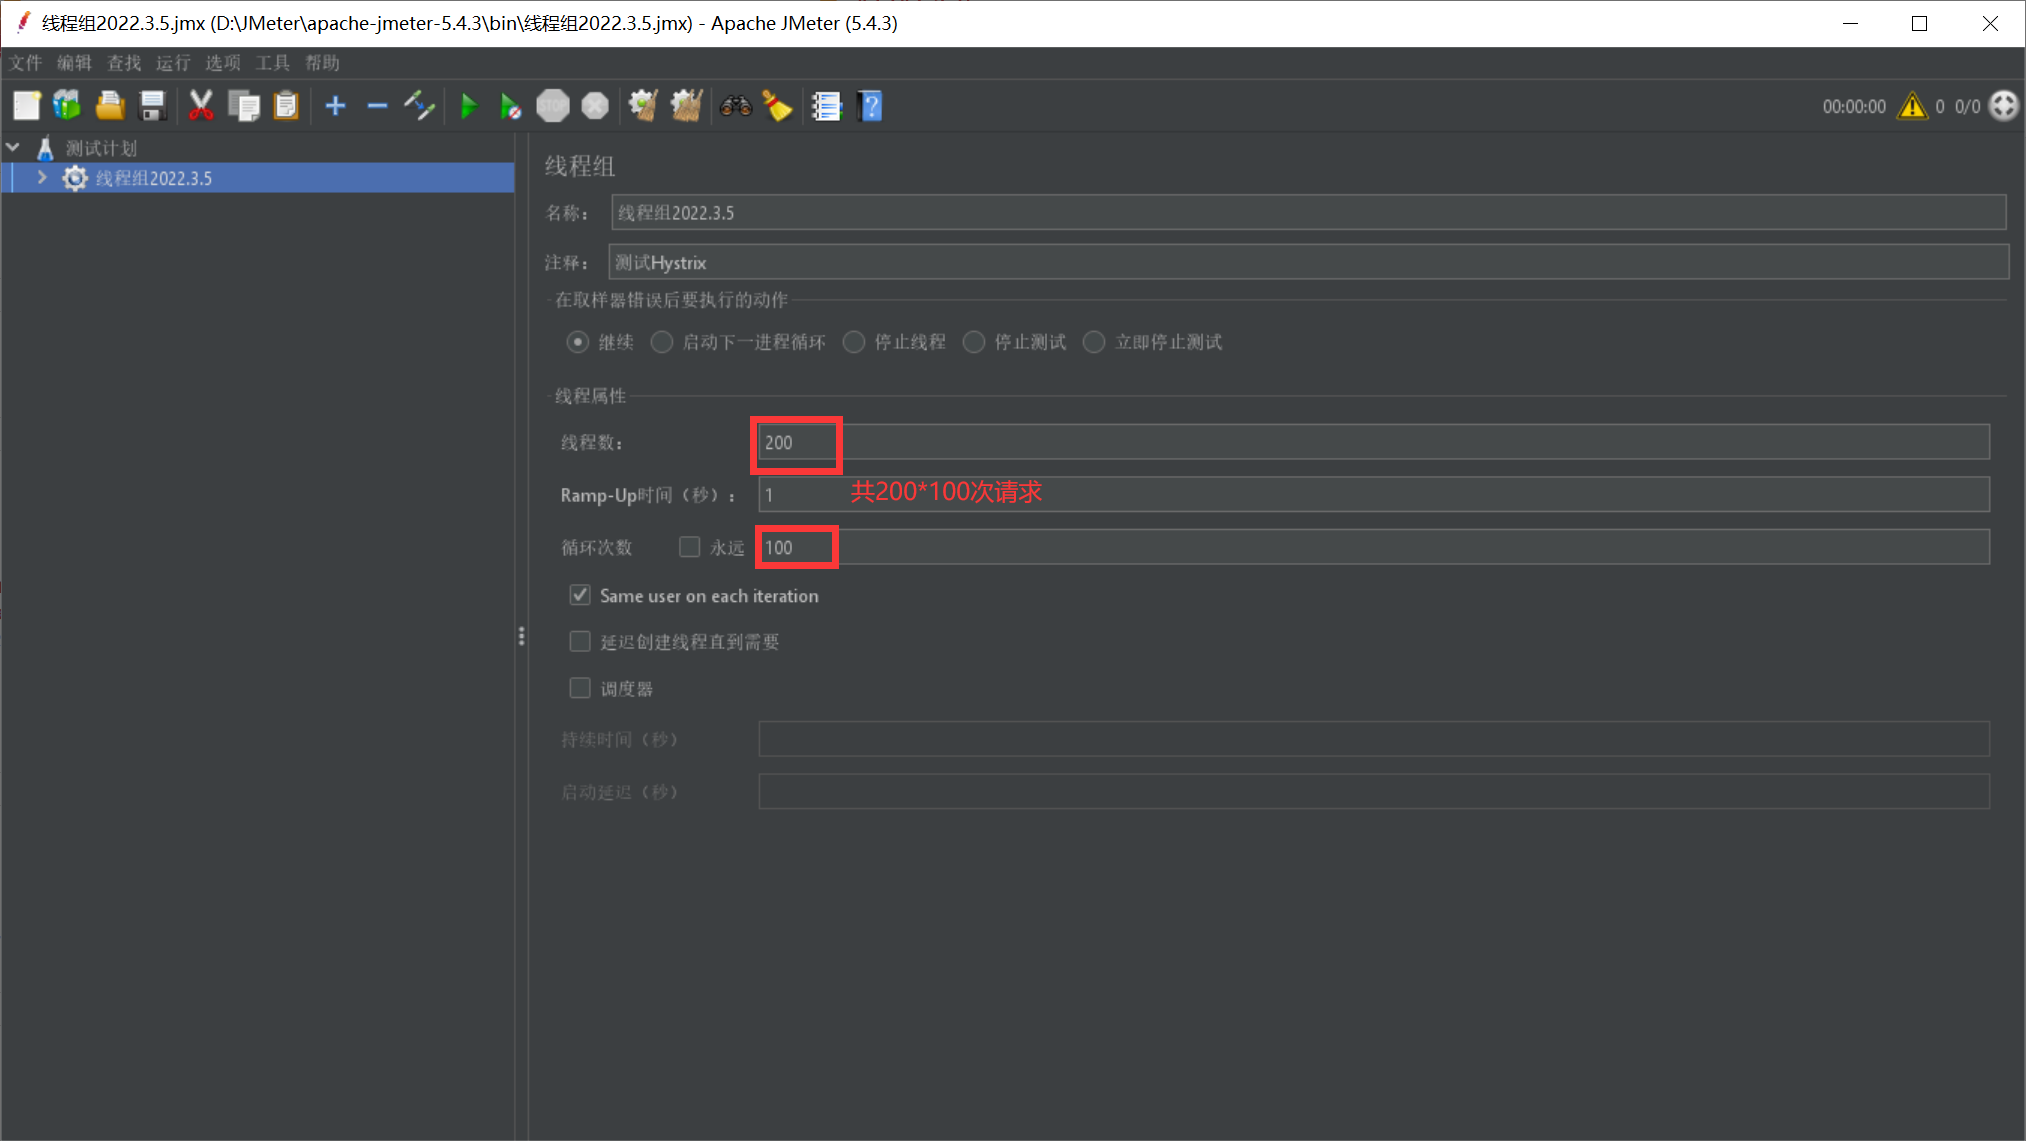 线程组2022.3.5.jmx (D:\JMeter\apache-jmeter-5.4.3\bin\线程组2022.3.5.jmx) - Apache JMeter (5.4.3)
文件 编辑 查找 运行 选项 工具 帮助
STOP
00:00:00 0 0/0
测试计划
线程组2022.3.5
线程组
名称： 线程组2022.3.5
注释： 测试Hystrix
在取样器错误后要执行的动作
继续 启动下一进程循环 停止线程 停止测试 立即停止测试
线程属性
线程数： 200
Ramp-Up时间（秒）： 1 共200*100次请求
循环次数 永远 100
Same user on each iteration
延迟创建线程直到需要
调度器
持续时间（秒）
启动延迟（秒）